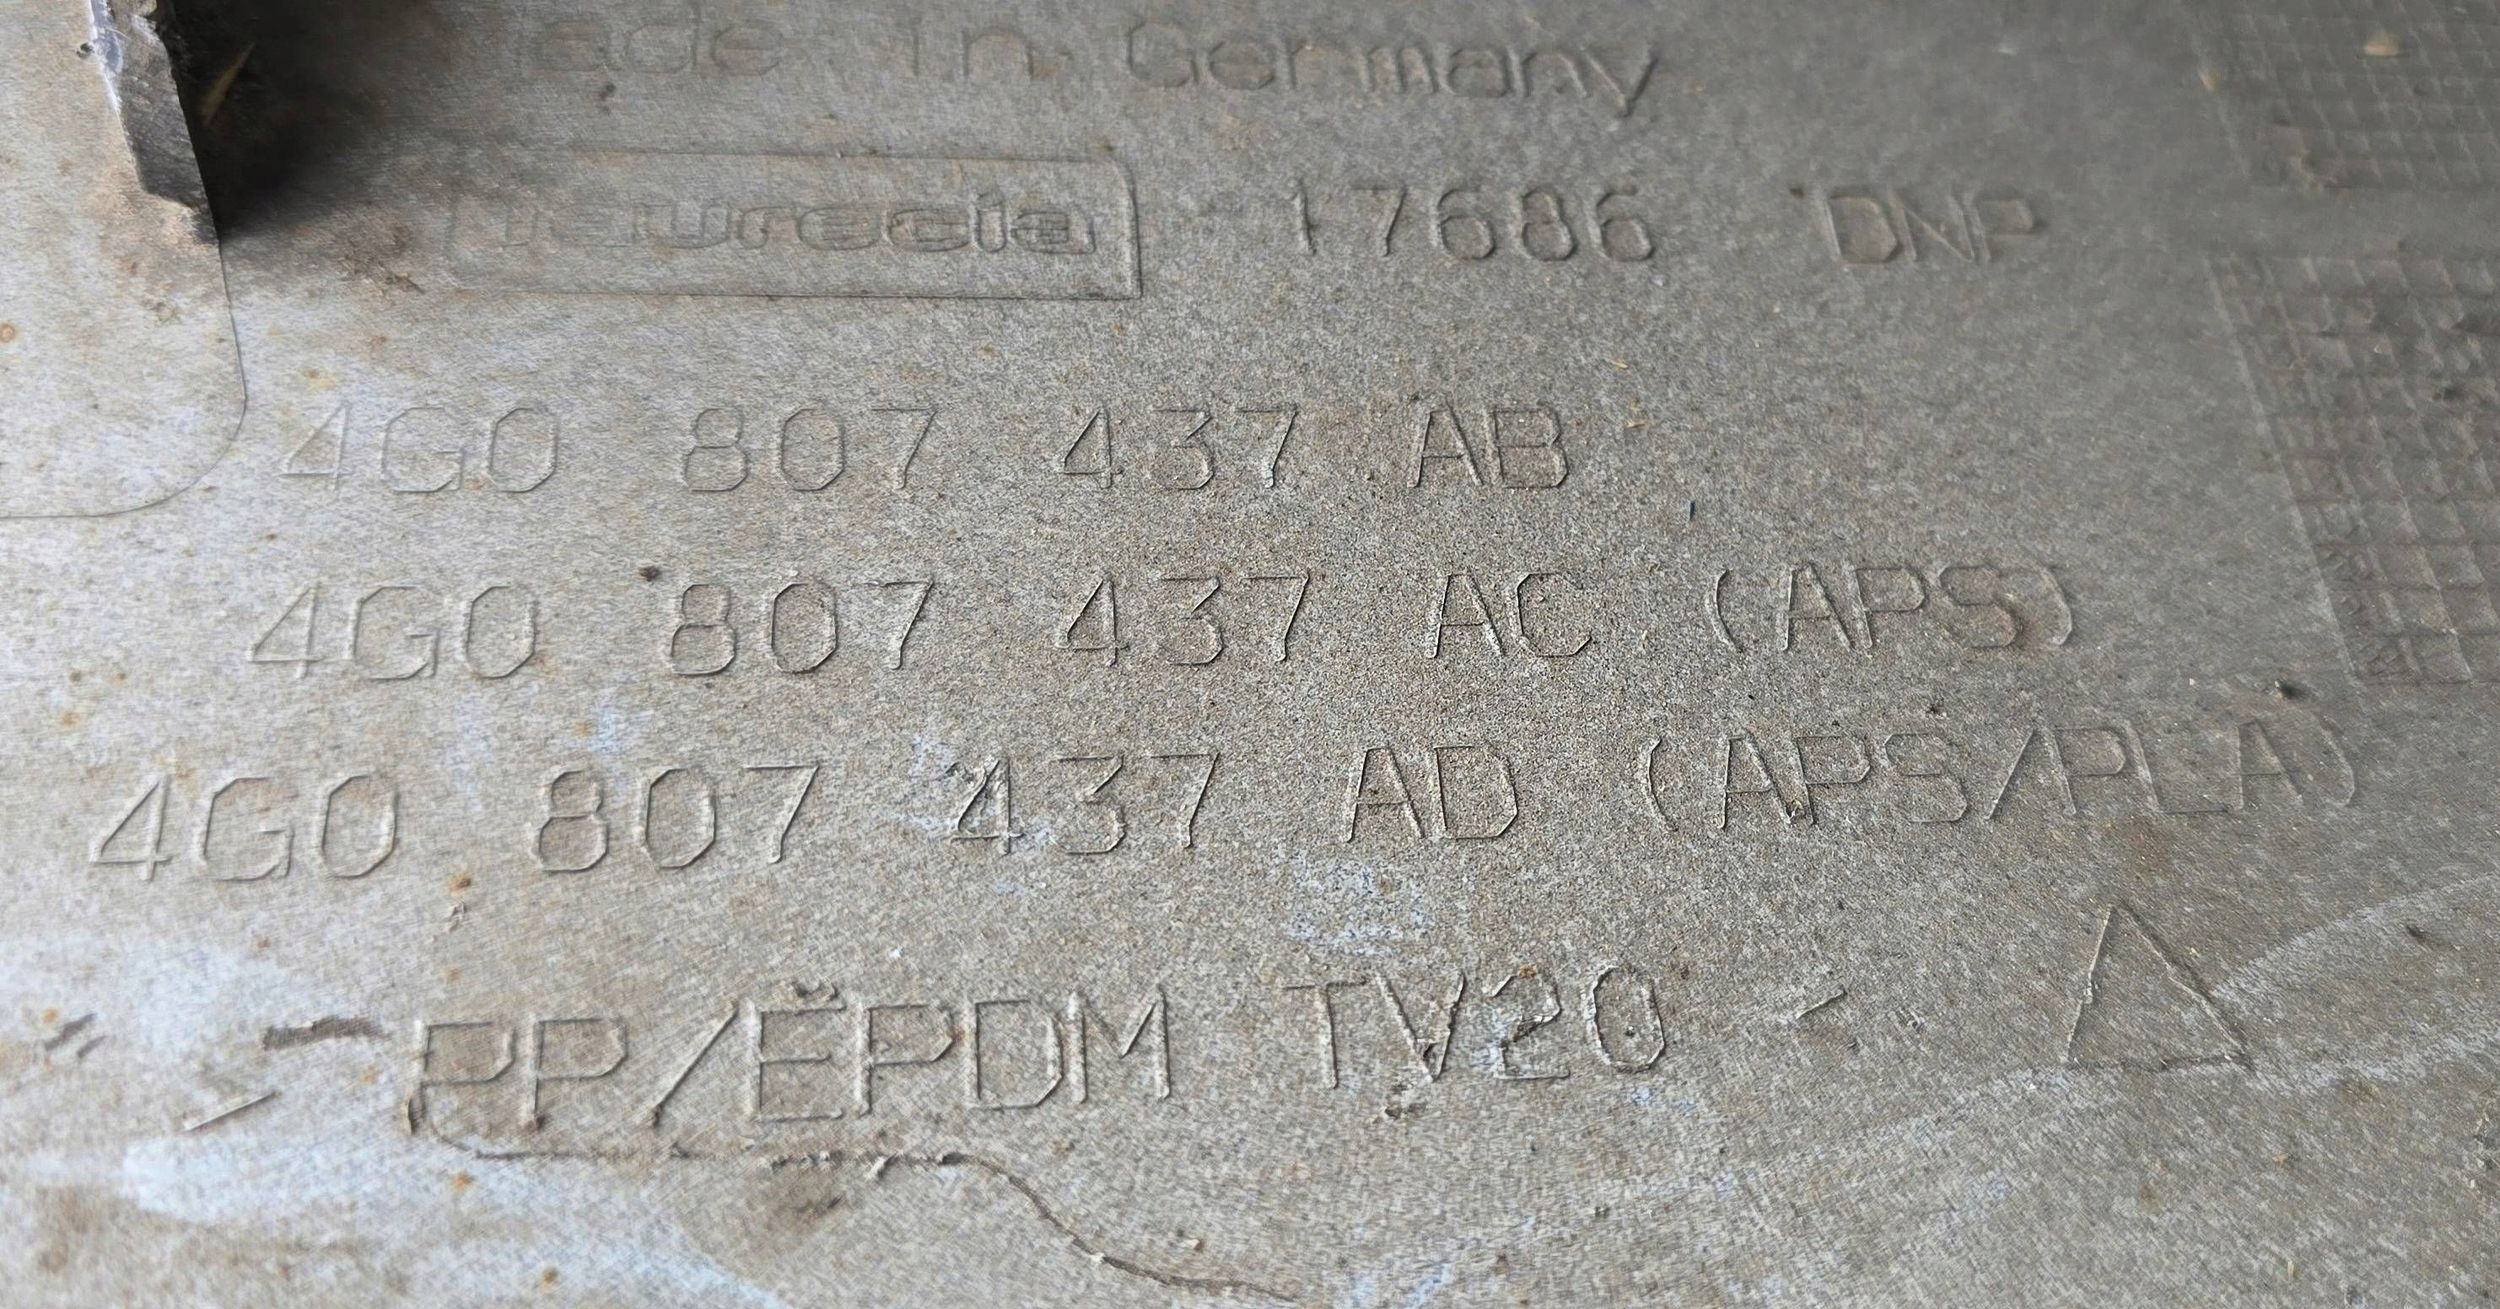 ade in Germany
faurecia 17686 DNP
4G0 807 437 AB
4G0 807 437 AC (APS)
4G0 807 437 AD (APS/PLA)
>PP/EPDM TV20